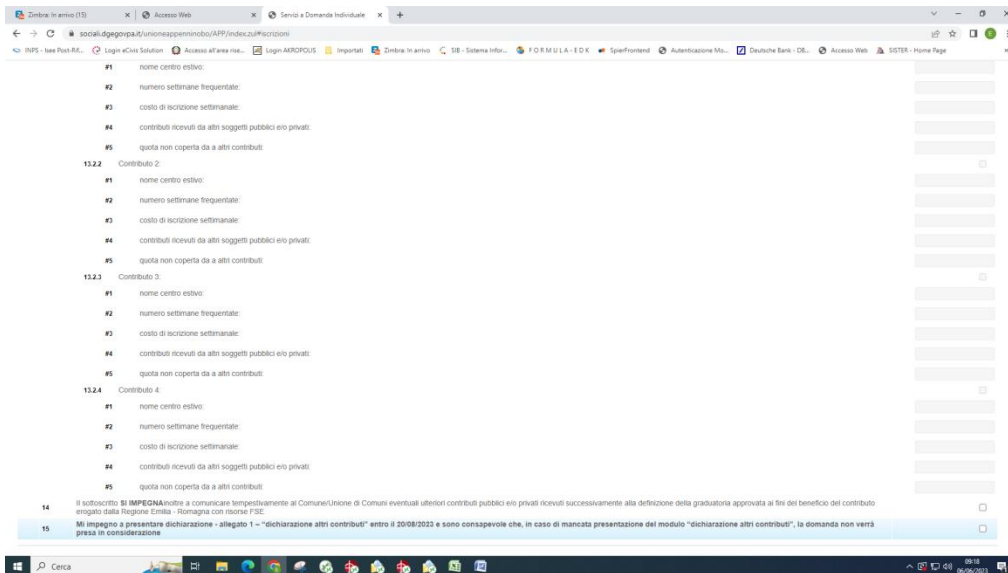 Zimbra: In arrivo (15)
Accesso Web
Servizi a Domanda Individuale
sociali.dgegovpa.it/unioneappenninobo/APP/index.zul#iscrizioni
INPS - Isee Post-Rif... Login eCivis Solution Accesso all'area rise... Login AKROPOLIS Importati Zimbra: In arrivo SIB - Sistema Infor... FORMULA - EDK SpierFrontend Autenticazione Mo... Deutsche Bank - DB... Accesso Web SISTER - Home Page
#1 nome centro estivo:
#2 numero settimane frequentate:
#3 costo di iscrizione settimanale:
#4 contributi ricevuti da altri soggetti pubblici e/o privati:
#5 quota non coperta da a altri contributi:
13.2.2 Contributo 2:
#1 nome centro estivo:
#2 numero settimane frequentate:
#3 costo di iscrizione settimanale:
#4 contributi ricevuti da altri soggetti pubblici e/o privati:
#5 quota non coperta da a altri contributi:
13.2.3 Contributo 3:
#1 nome centro estivo:
#2 numero settimane frequentate:
#3 costo di iscrizione settimanale:
#4 contributi ricevuti da altri soggetti pubblici e/o privati:
#5 quota non coperta da a altri contributi:
13.2.4 Contributo 4:
#1 nome centro estivo:
#2 numero settimane frequentate:
#3 costo di iscrizione settimanale:
#4 contributi ricevuti da altri soggetti pubblici e/o privati:
#5 quota non coperta da a altri contributi:
14 Il sottoscritto SI IMPEGNAinoltre a comunicare tempestivamente al Comune/Unione di Comuni eventuali ulteriori contributi pubblici e/o privati ricevuti successivamente alla definizione della graduatoria approvata ai fini del beneficio del contributo
erogato dalla Regione Emilia - Romagna con risorse FSE
15 Mi impegno a presentare dichiarazione - allegato 1 – "dichiarazione altri contributi" entro il 20/08/2023 e sono consapevole che, in caso di mancata presentazione del modulo "dichiarazione altri contributi", la domanda non verrà
presa in considerazione
Cerca
09:18
06/06/2023